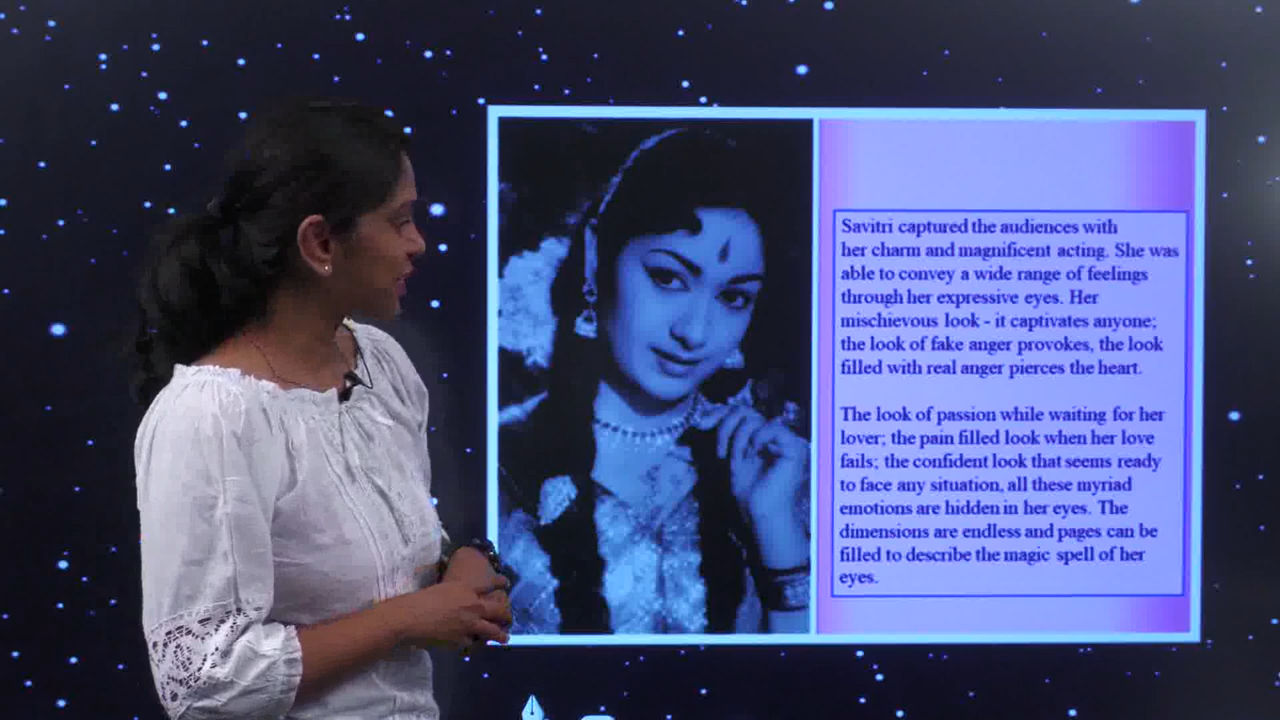 Savitri captured the audiences with
her charm and magnificent acting. She was
able to convey a wide range of feelings
through her expressive eyes. Her
mischievous look - it captivates anyone;
the look of fake anger provokes, the look
filled with real anger pierces the heart.
The look of passion while waiting for her
lover; the pain filled look when her love
fails; the confident look that seems ready
to face any situation, all these myriad
emotions are hidden in her eyes. The
dimensions are endless and pages can be
filled to describe the magic spell of her
eyes.